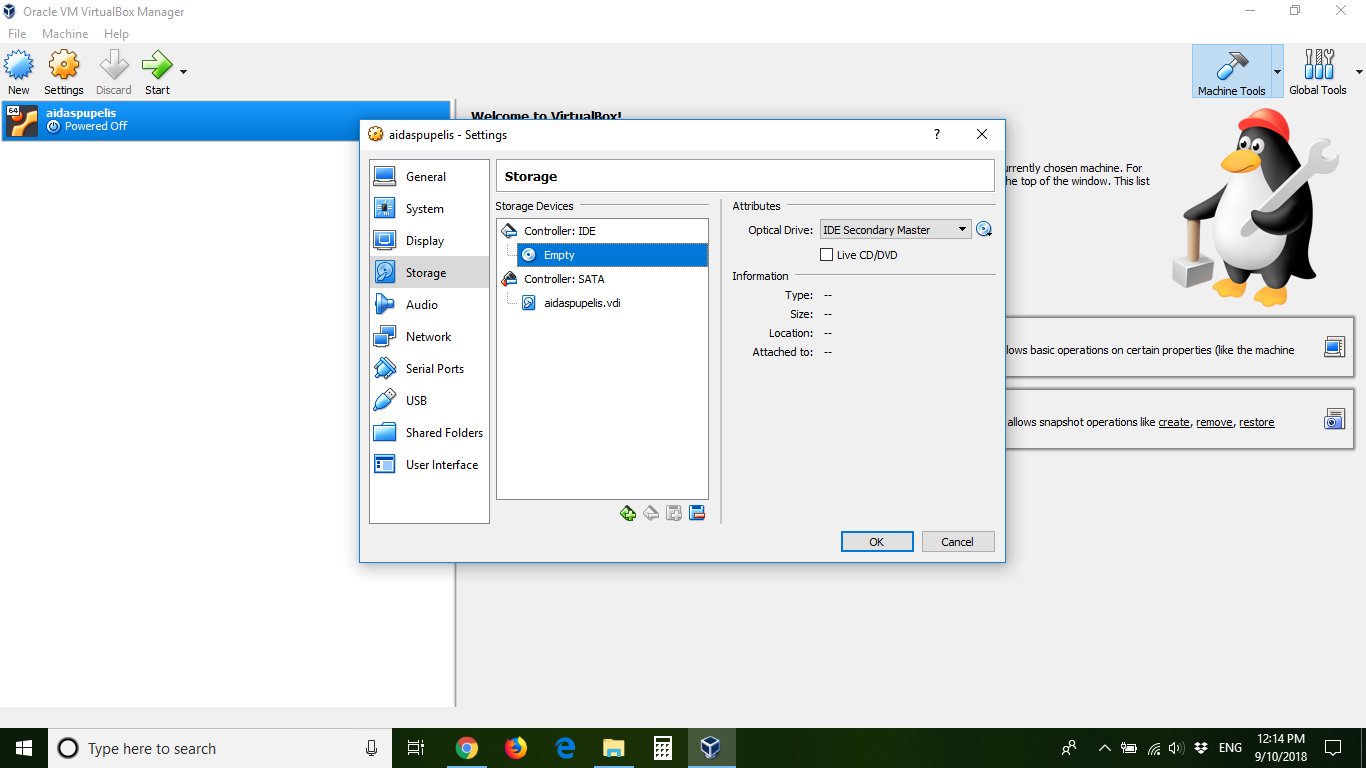 Oracle VM VirtualBox Manager
File Machine Help
New Settings Discard Start
Machine Tools Global Tools
64 aidaspupelis
Powered Off
Welcome to VirtualBox!
rrently chosen machine. For
he top of the window. This list
lows basic operations on certain properties (like the machine
allows snapshot operations like create, remove, restore
aidaspupelis - Settings ?
General
System
Display
Storage
Audio
Network
Serial Ports
USB
Shared Folders
User Interface
Storage
Storage Devices
Controller: IDE
Empty
Controller: SATA
aidaspupelis.vdi
Attributes
Optical Drive: IDE Secondary Master
Live CD/DVD
Information
Type: --
Size: --
Location: --
Attached to: --
OK Cancel
Type here to search
ENG
12:14 PM
9/10/2018